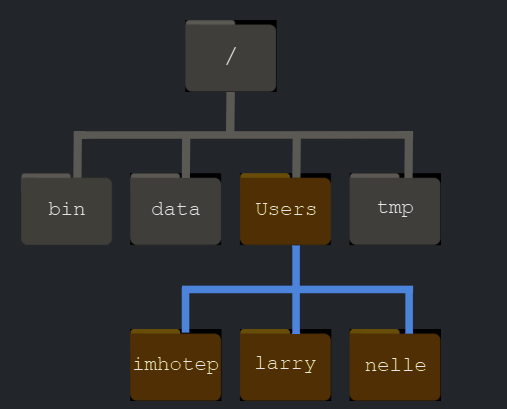 /
bin
data
Users
tmp
imhotep
larry
nelle